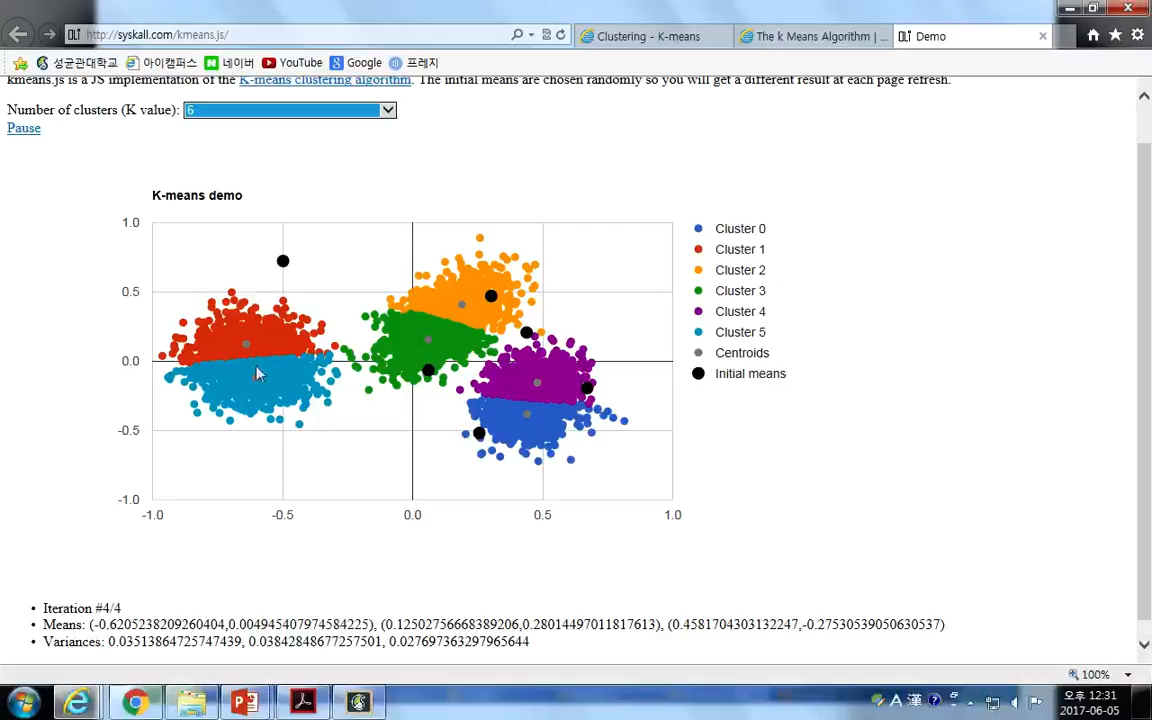 http://syskall.com/kmeans.js/
Clustering - K-means
The k Means Algorithm | ...
Demo
성균관대학교
아이캠퍼스
네이버
YouTube
Google
프레지
kmeans.js is a JS implementation of the K-means clustering algorithm. The initial means are chosen randomly so you will get a different result at each page refresh.
Number of clusters (K value): 6
Pause
K-means demo
1.0
0.5
0.0
-0.5
-1.0
-1.0 -0.5 0.0 0.5 1.0
Cluster 0
Cluster 1
Cluster 2
Cluster 3
Cluster 4
Cluster 5
Centroids
Initial means
• Iteration #4/4
• Means: (-0.6205238209260404,0.004945407974584225), (0.12502756668389206,0.28014497011817613), (0.4581704303132247,-0.27530539050630537)
• Variances: 0.03513864725747439, 0.03842848677257501, 0.027697363297965644
100%
A 漢
오후 12:31
2017-06-05